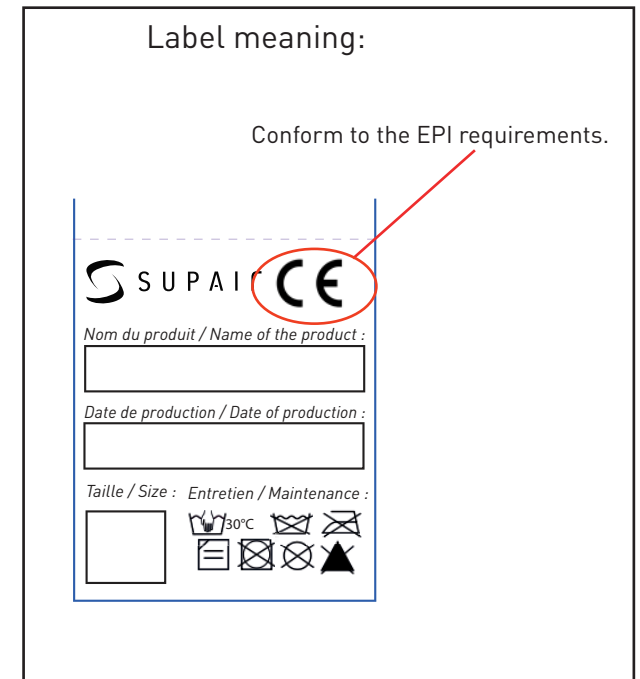 Label meaning:
Conform to the EPI requirements.
SUPAIR CE
Nom du produit / Name of the product :
Date de production / Date of production :
Taille / Size : Entretien / Maintenance :
30°C